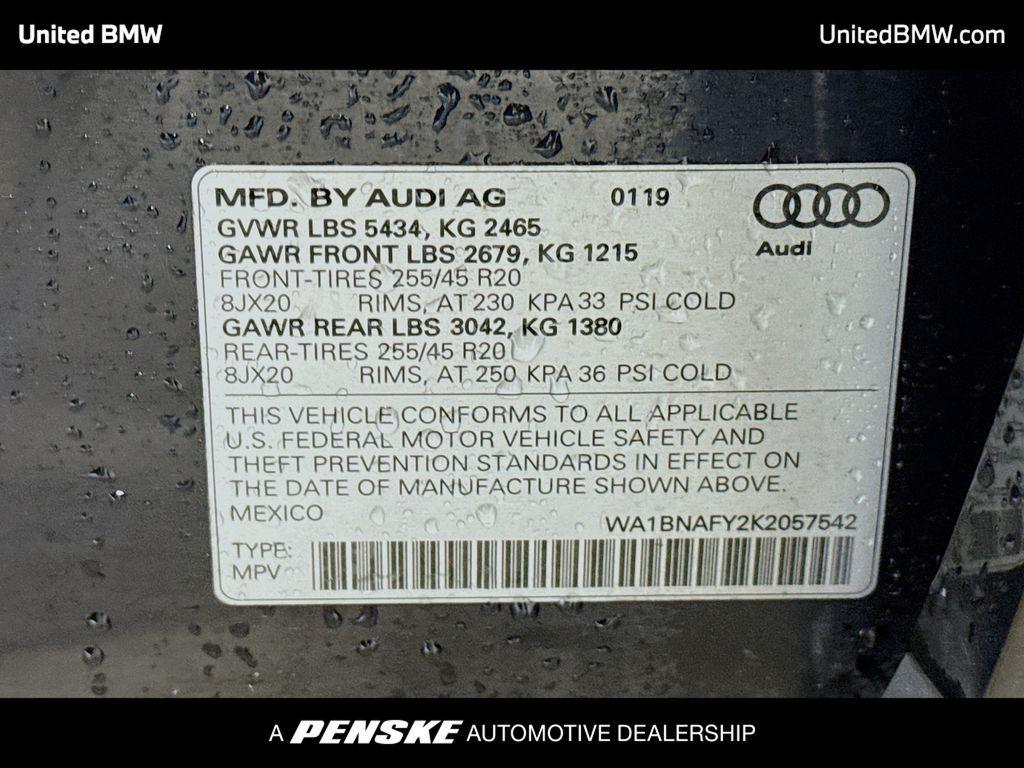 United BMW
UnitedBMW.com
MFD. BY AUDI AG 0119
GVWR LBS 5434, KG 2465
GAWR FRONT LBS 2679, KG 1215
FRONT-TIRES 255/45 R20
8JX20 RIMS, AT 230 KPA 33 PSI COLD
GAWR REAR LBS 3042, KG 1380
REAR-TIRES 255/45 R20
8JX20 RIMS, AT 250 KPA 36 PSI COLD
Audi
THIS VEHICLE CONFORMS TO ALL APPLICABLE
U.S. FEDERAL MOTOR VEHICLE SAFETY AND
THEFT PREVENTION STANDARDS IN EFFECT ON
THE DATE OF MANUFACTURE SHOWN ABOVE.
MEXICO
WA1BNAFY2K2057542
TYPE:
MPV
A PENSKE AUTOMOTIVE DEALERSHIP